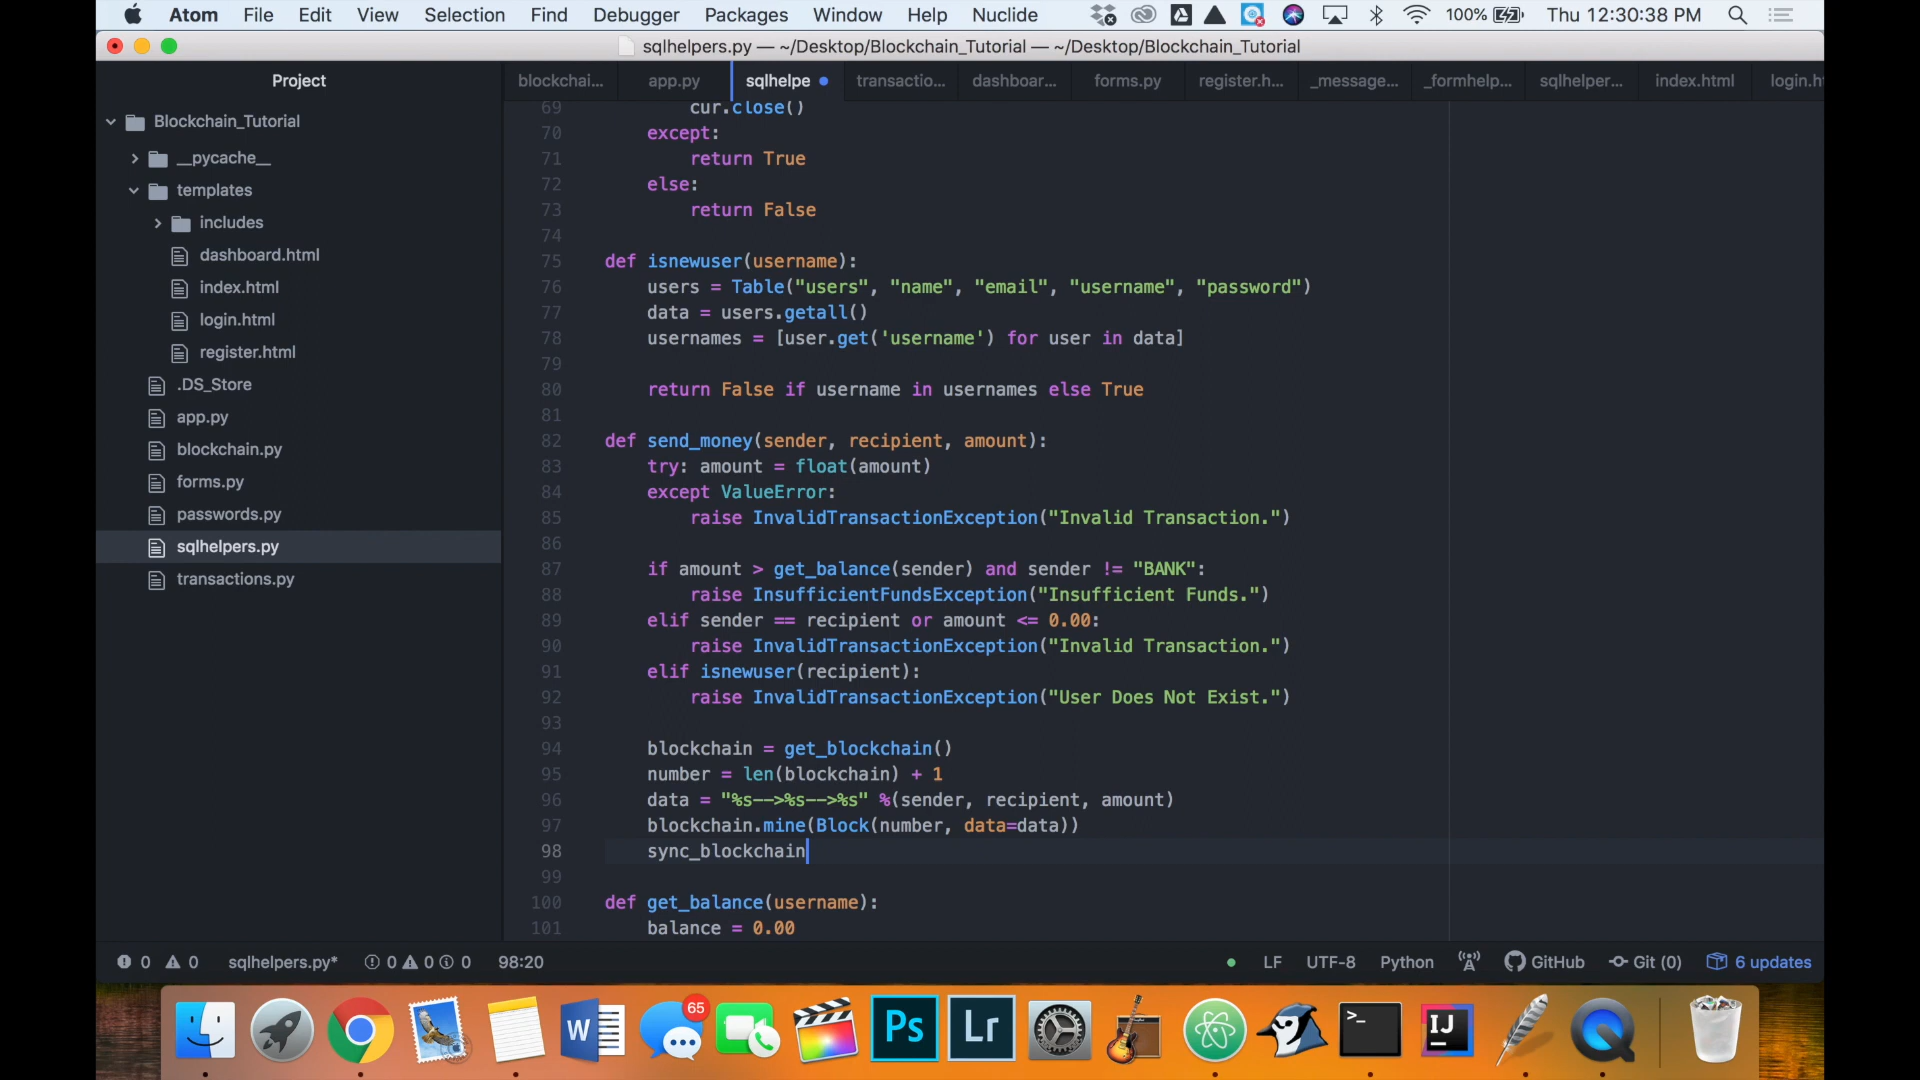 Atom File Edit View Selection Find Debugger Packages Window Help Nuclide 100% Thu 12:30:38 PM
sqlhelpers.py — ~/Desktop/Blockchain_Tutorial — ~/Desktop/Blockchain_Tutorial
Project
blockchai... app.py sqlhelpe transactio... dashboar... forms.py register.h... _message... _formhelp... sqlhelper... index.html login.ht
Blockchain_Tutorial
__pycache__
templates
includes
dashboard.html
index.html
login.html
register.html
.DS_Store
app.py
blockchain.py
forms.py
passwords.py
sqlhelpers.py
transactions.py
69 cur.close()
70 except:
71 return True
72 else:
73 return False
74
75 def isnewuser(username):
76 users = Table("users", "name", "email", "username", "password")
77 data = users.getall()
78 usernames = [user.get('username') for user in data]
79
80 return False if username in usernames else True
81
82 def send_money(sender, recipient, amount):
83 try: amount = float(amount)
84 except ValueError:
85 raise InvalidTransactionException("Invalid Transaction.")
86
87 if amount > get_balance(sender) and sender != "BANK":
88 raise InsufficientFundsException("Insufficient Funds.")
89 elif sender == recipient or amount <= 0.00:
90 raise InvalidTransactionException("Invalid Transaction.")
91 elif isnewuser(recipient):
92 raise InvalidTransactionException("User Does Not Exist.")
93
94 blockchain = get_blockchain()
95 number = len(blockchain) + 1
96 data = "%s-->%s-->%s" %(sender, recipient, amount)
97 blockchain.mine(Block(number, data=data))
98 sync_blockchain
99
100 def get_balance(username):
101 balance = 0.00
0 0 sqlhelpers.py* 0 0 0 98:20 LF UTF-8 Python GitHub Git (0) 6 updates
W 65 Ps Lr >_ IJ